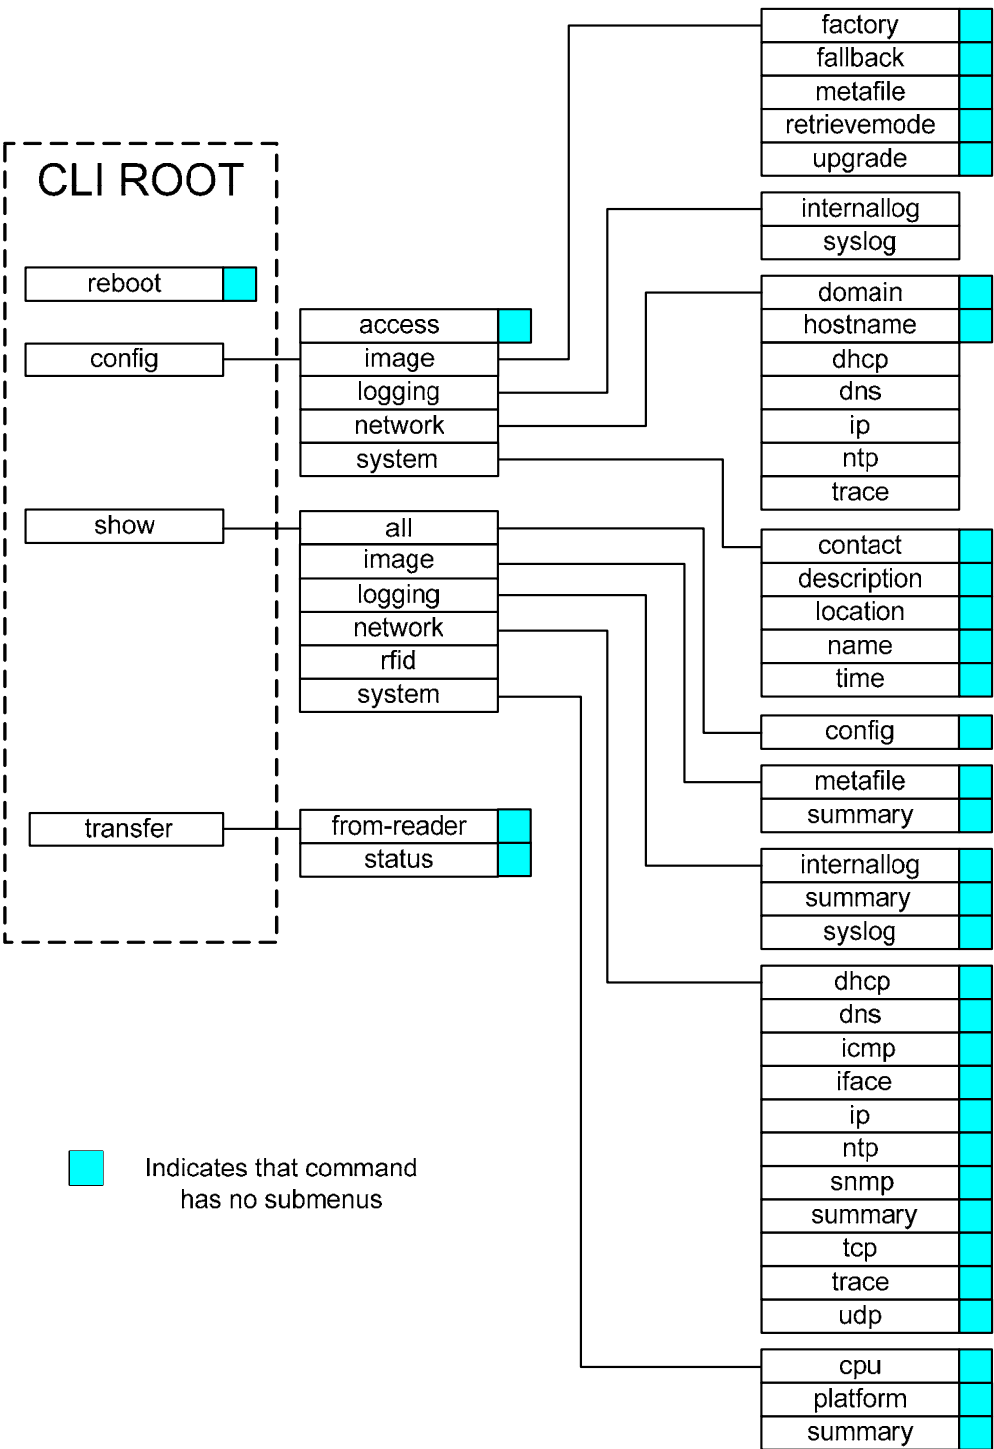 CLI ROOT
reboot
config
show
transfer
access
image
logging
network
system
all
image
logging
network
rfid
system
from-reader
status
factory
fallback
metafile
retrievemode
upgrade
internallog
syslog
domain
hostname
dhcp
dns
ip
ntp
trace
contact
description
location
name
time
config
metafile
summary
internallog
summary
syslog
dhcp
dns
icmp
iface
ip
ntp
snmp
summary
tcp
trace
udp
cpu
platform
summary
Indicates that command
has no submenus